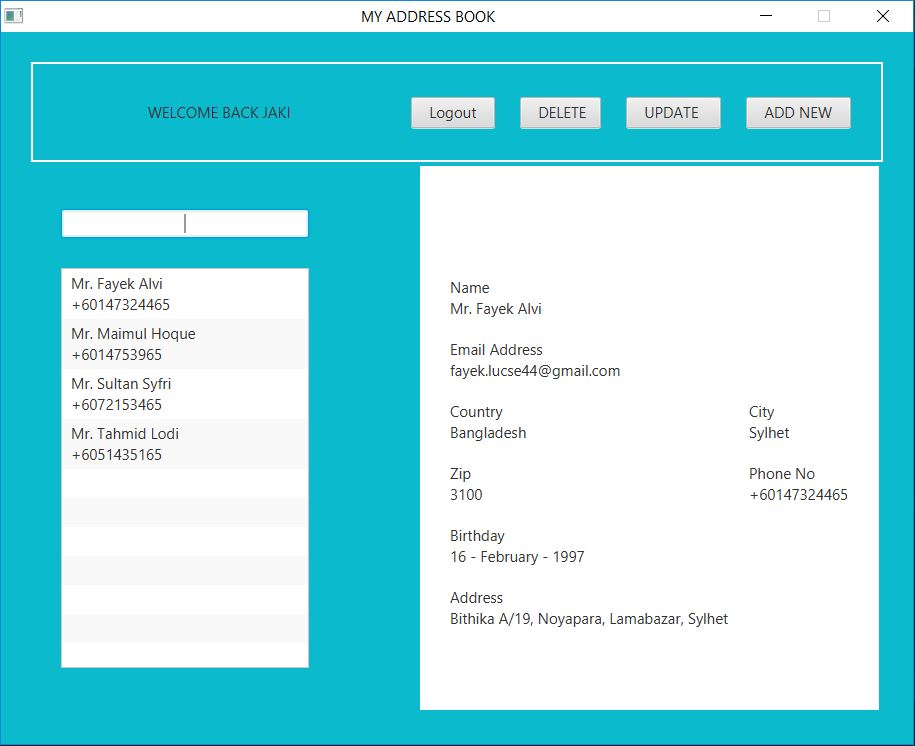 MY ADDRESS BOOK
WELCOME BACK JAKI
Logout
DELETE
UPDATE
ADD NEW
Mr. Fayek Alvi
+60147324465
Mr. Maimul Hoque
+6014753965
Mr. Sultan Syfri
+6072153465
Mr. Tahmid Lodi
+6051435165
Name
Mr. Fayek Alvi
Email Address
fayek.lucse44@gmail.com
Country
Bangladesh
City
Sylhet
Zip
3100
Phone No
+60147324465
Birthday
16 - February - 1997
Address
Bithika A/19, Noyapara, Lamabazar, Sylhet